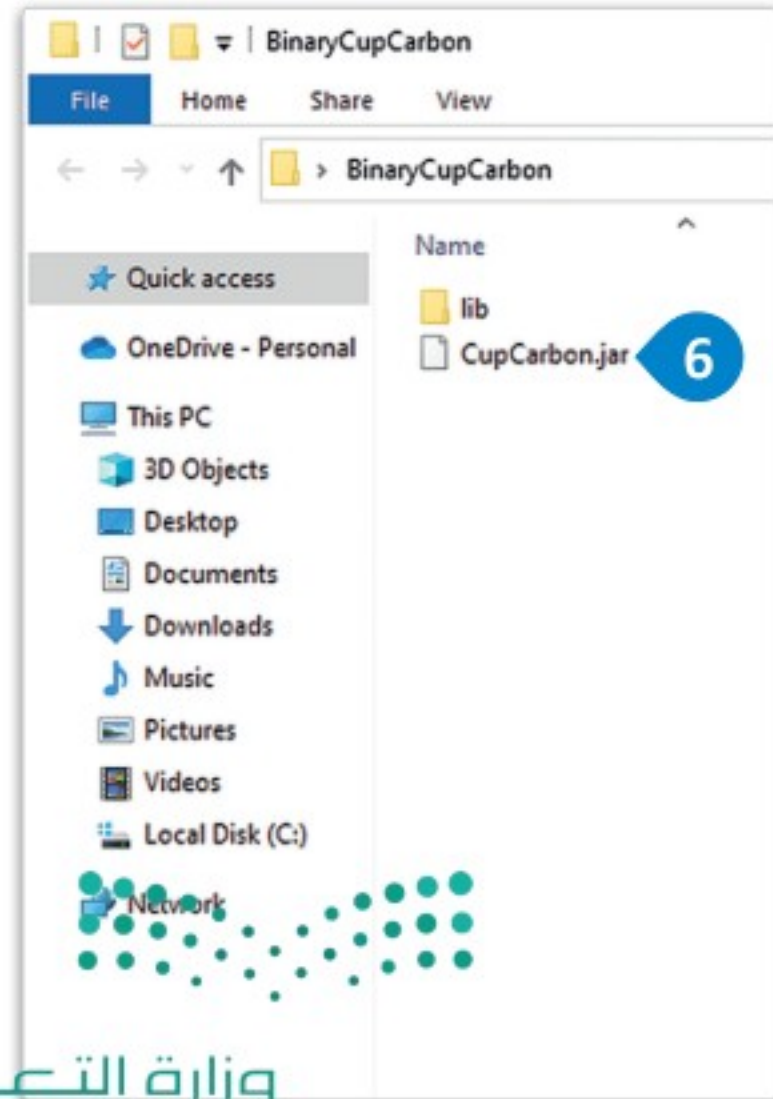 BinaryCupCarbon
File Home Share View
BinaryCupCarbon
Quick access
OneDrive - Personal
This PC
3D Objects
Desktop
Documents
Downloads
Music
Pictures
Videos
Local Disk (C:)
Network
Name
lib
CupCarbon.jar 6
وزارة